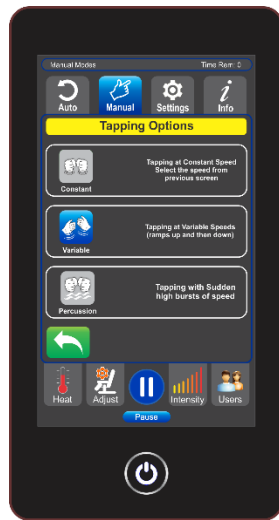 Manual Modes Time Rem: 0
Auto Manual Settings Info
Tapping Options
Tapping at Constant Speed
Select the speed from
previous screen
Constant
Tapping at Variable Speeds
(ramps up and then down)
Variable
Tapping with Sudden
high bursts of speed
Percussion
Heat Adjust Intensity Users
Pause